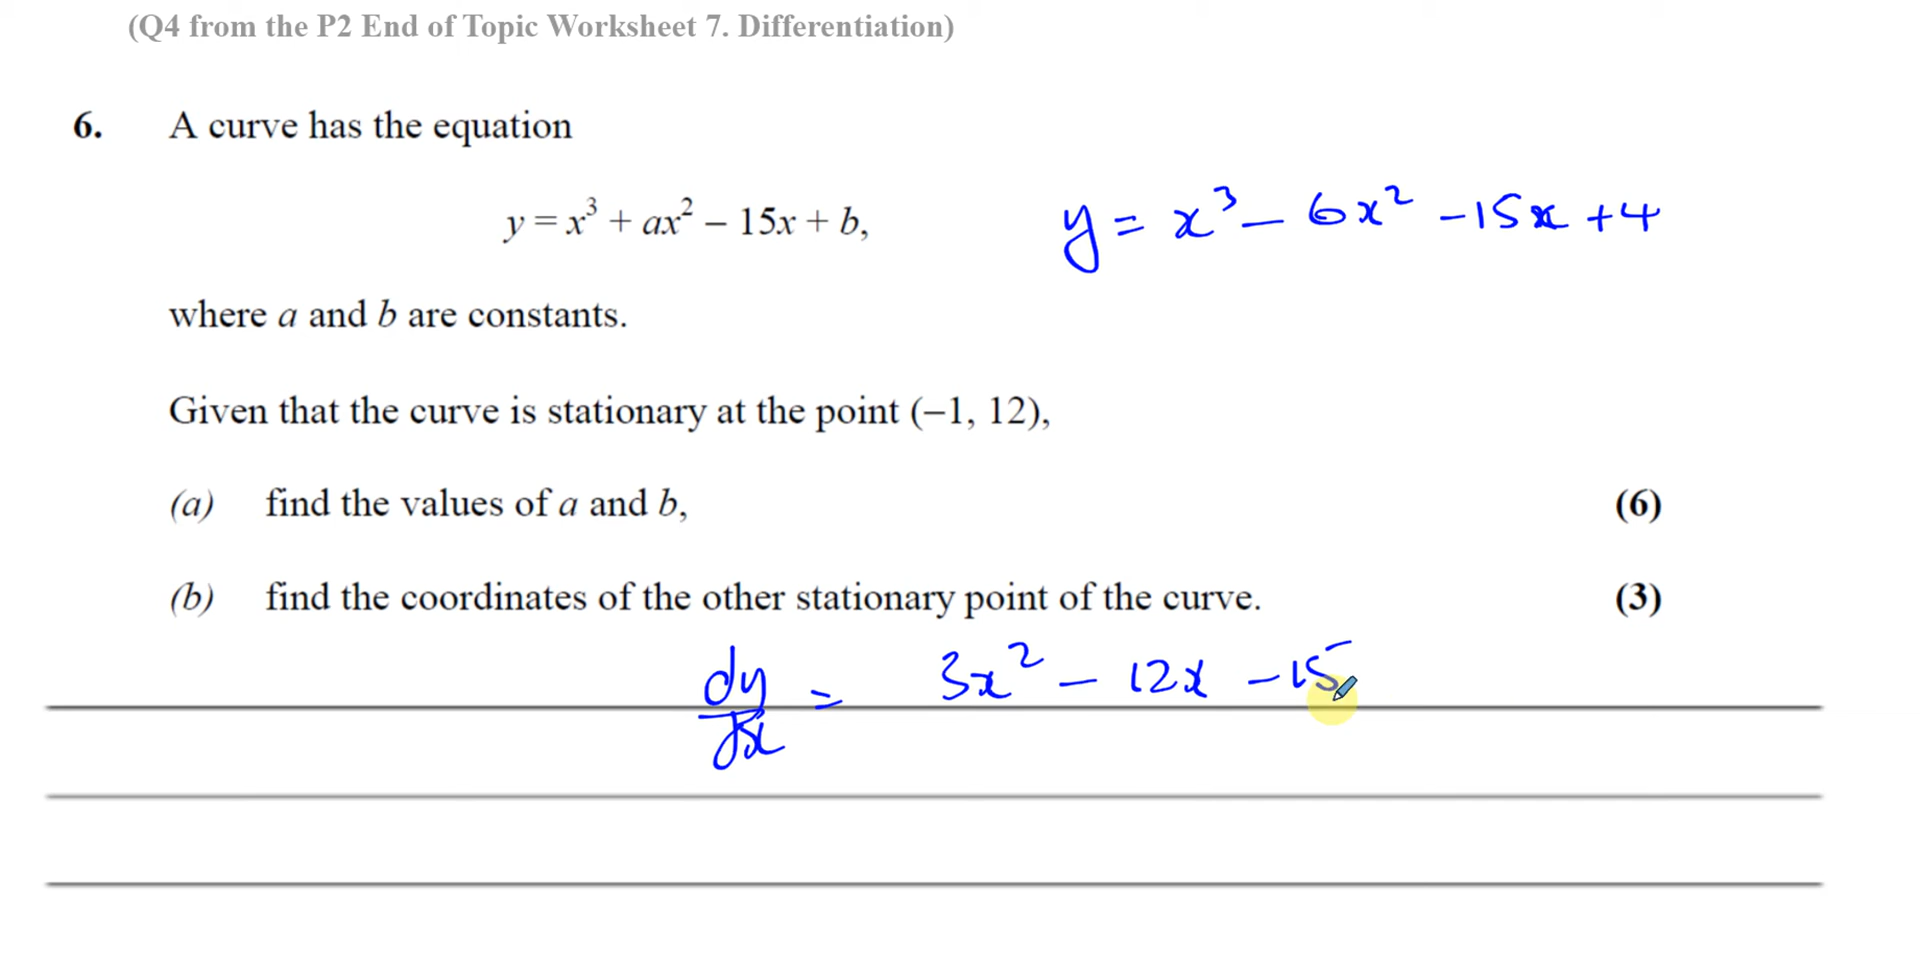 (Q4 from the P2 End of Topic Worksheet 7. Differentiation)
6. A curve has the equation
y = x³ + ax² – 15x + b,
y = x³ – 6x² – 15x + 4
where a and b are constants.
Given that the curve is stationary at the point (–1, 12),
(a) find the values of a and b, (6)
(b) find the coordinates of the other stationary point of the curve. (3)
dy/dx = 3x² – 12x – 15